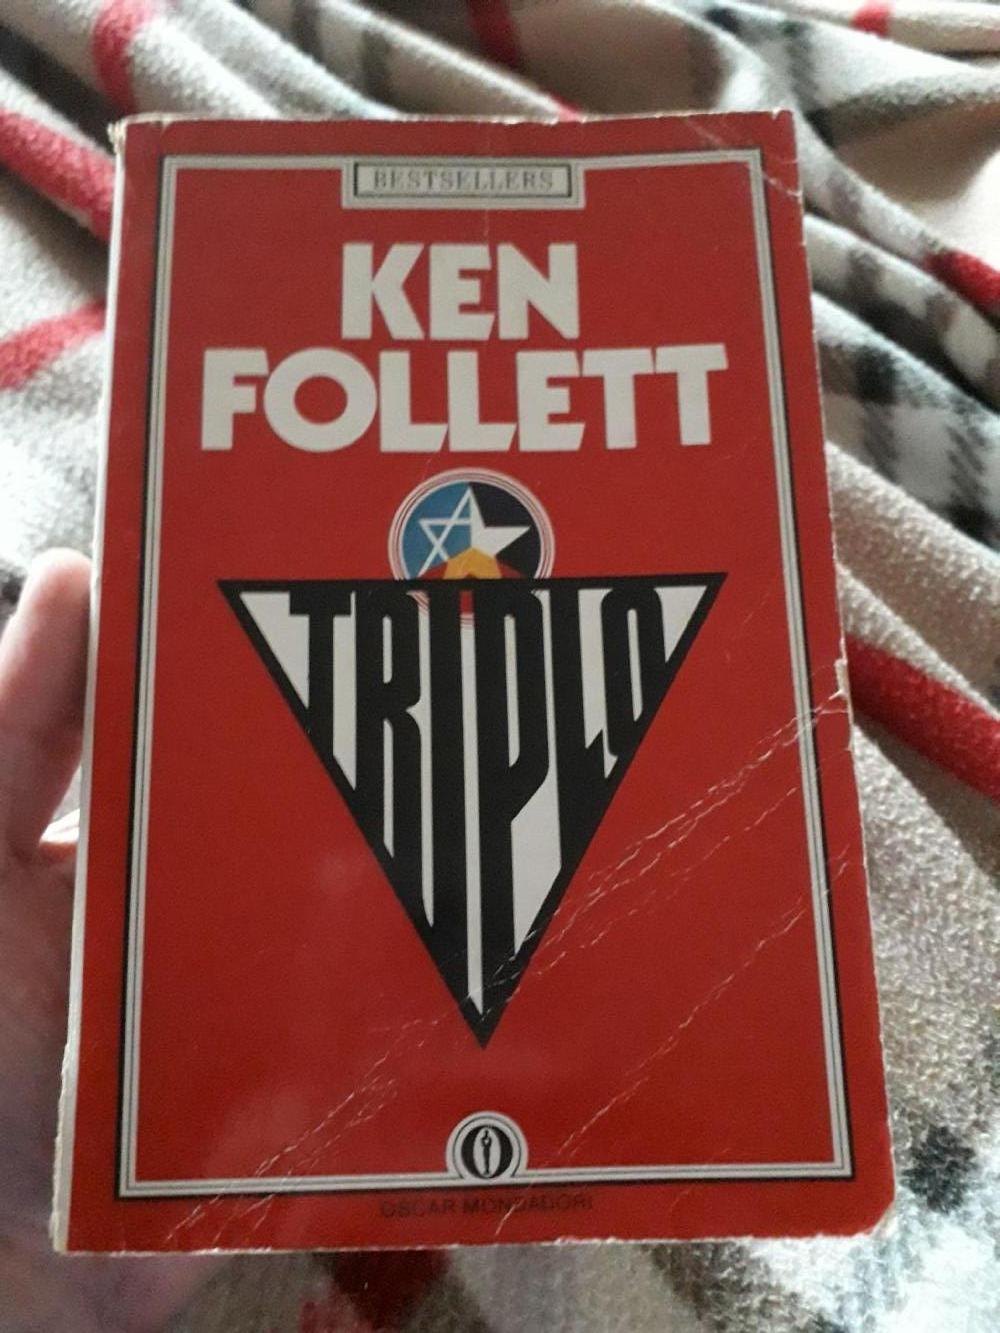 BESTSELLERS
KEN
FOLLETT
TRIPLO
OSCAR MONDADORI